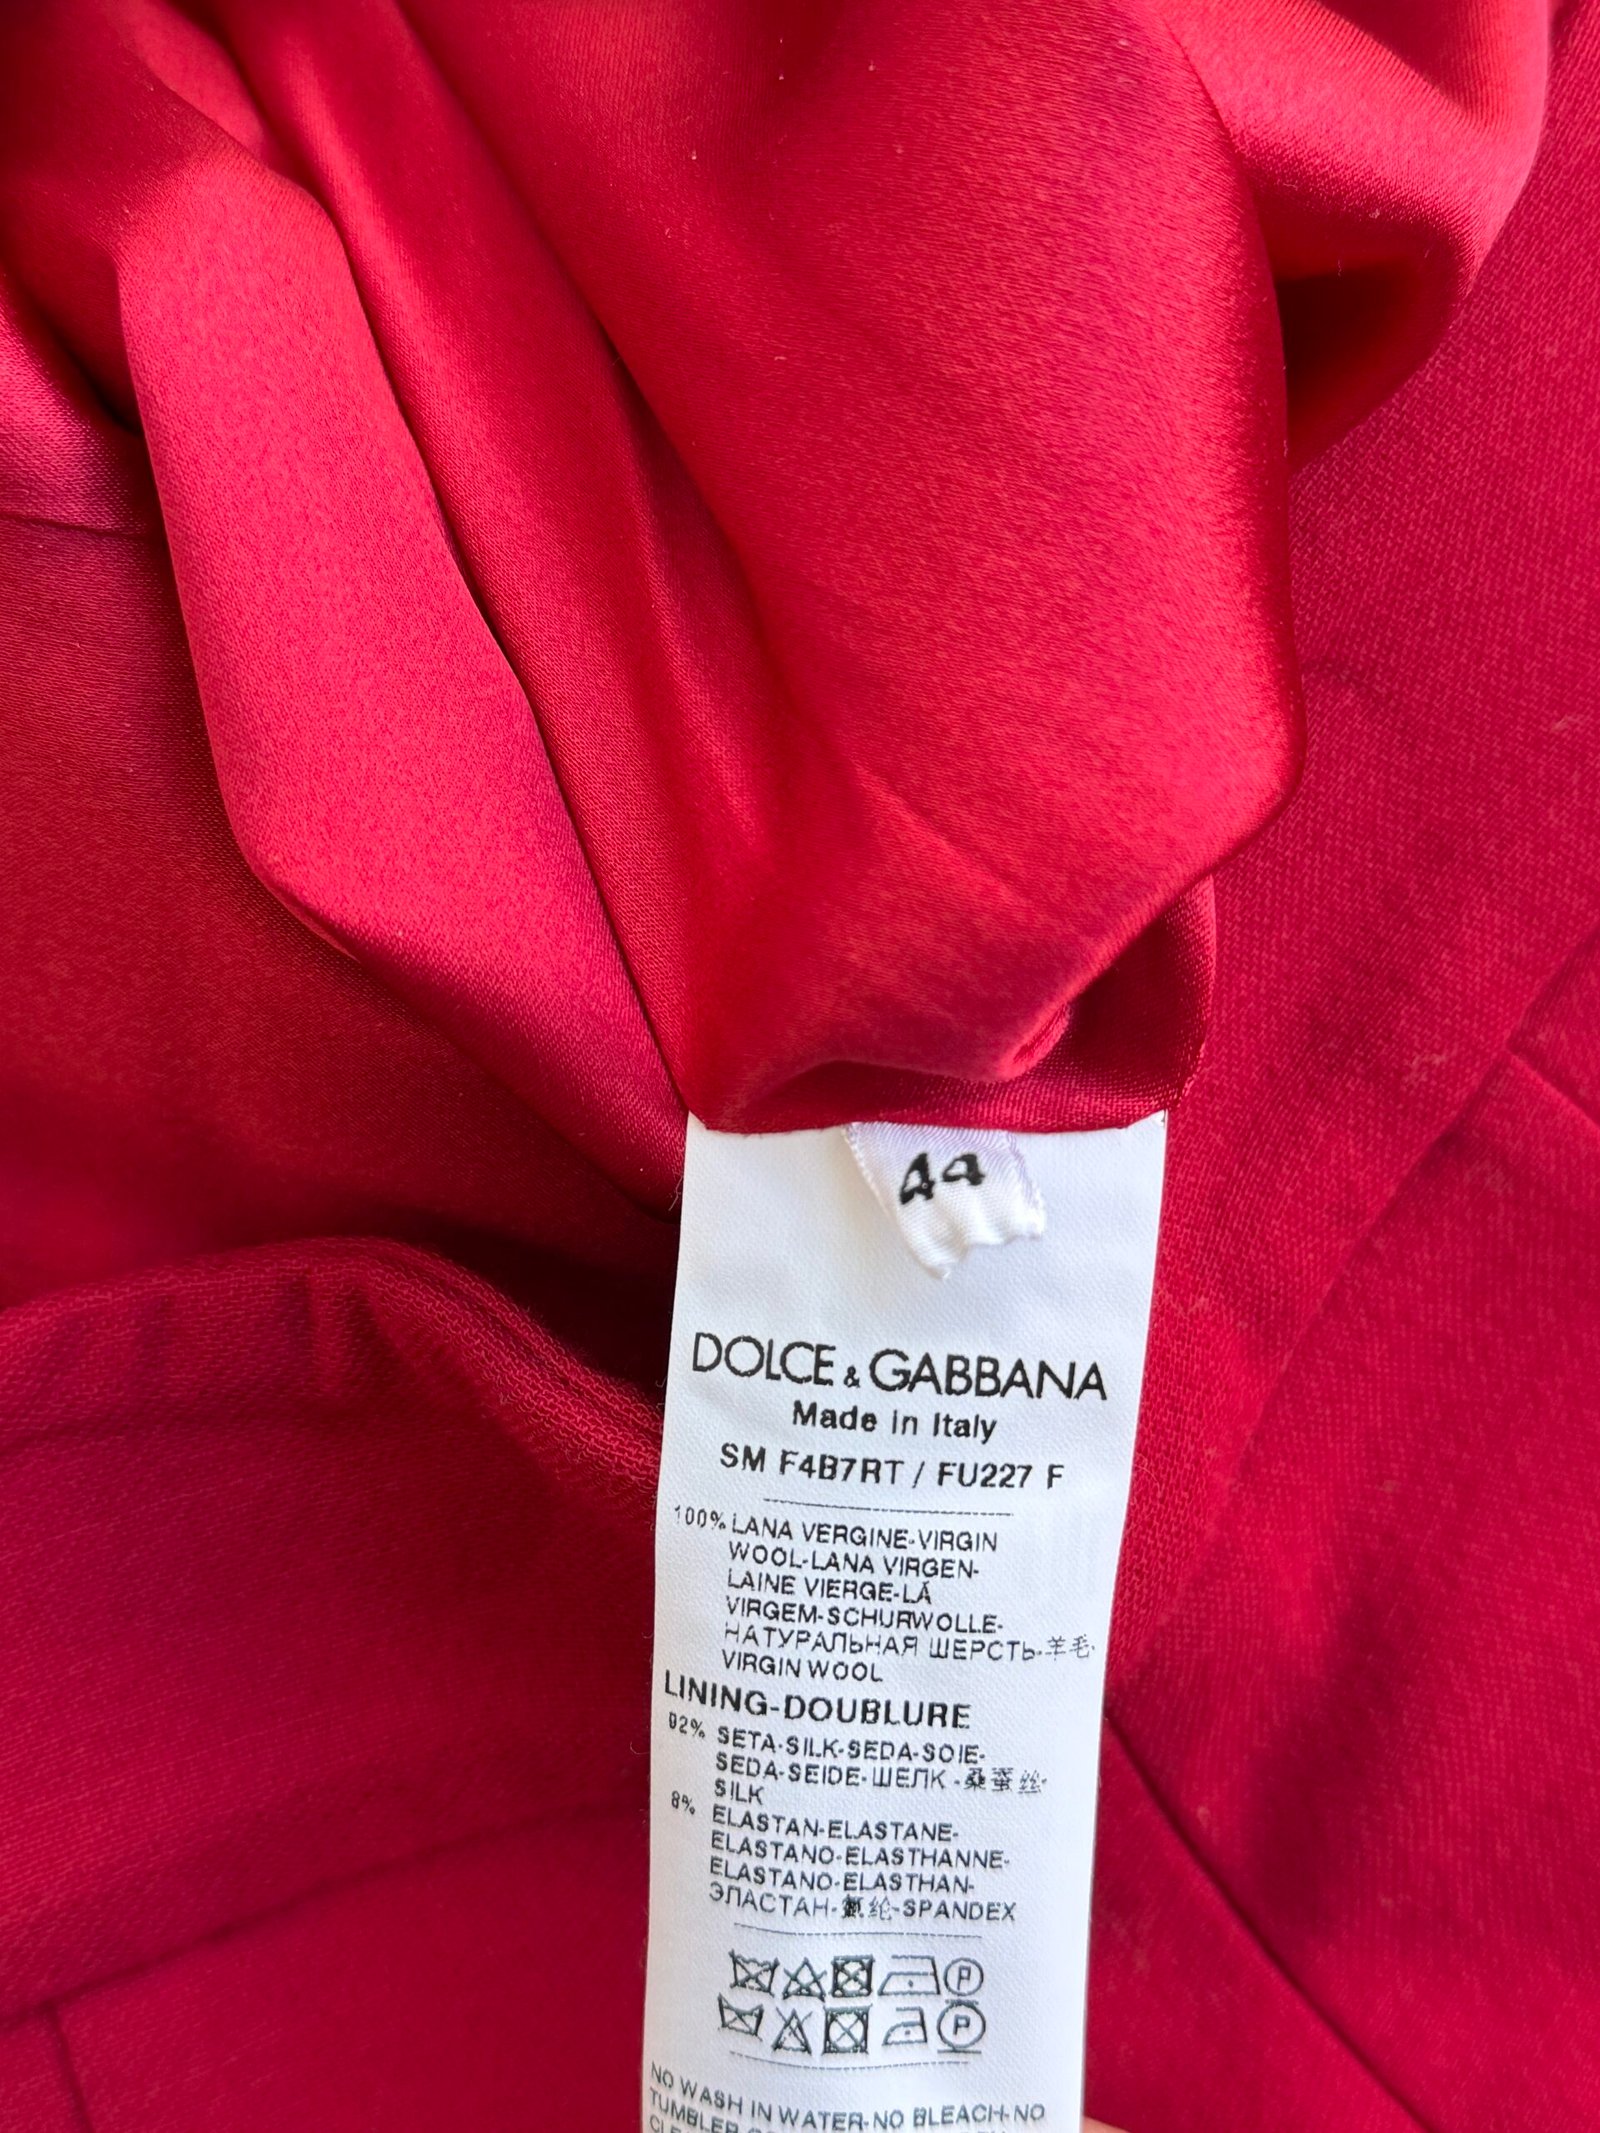 44
DOLCE & GABBANA
Made in Italy
SM F4B7RT / FU227 F
100% LANA VERGINE-VIRGIN
WOOL-LANA VIRGEN-
LAINE VIERGE-LÃ
VIRGEM-SCHURWOLLE-
НАТУРАЛЬНАЯ ШЕРСТЬ-羊毛-
VIRGIN WOOL
LINING-DOUBLURE
92% SETA-SILK-SEDA-SOIE-
SEDA-SEIDE-ШЕЛК-桑蚕丝-
SILK
8% ELASTAN-ELASTANE-
ELASTANO-ELASTHANNE-
ELASTANO-ELASTHAN-
ЭЛАСТАН-氨纶-SPANDEX
P
P
NO WASH IN WATER-NO BLEACH-NO
TUMBLER